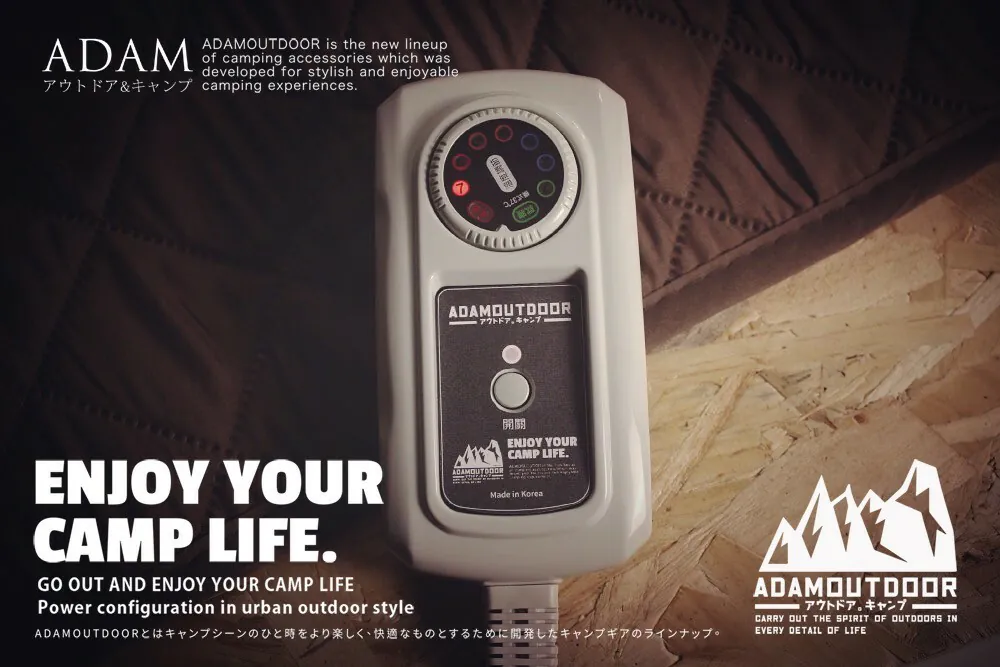 ADAM
アウトドア&キャンプ
ADAMOUTDOOR is the new lineup
of camping accessories which was
developed for stylish and enjoyable
camping experiences.
7
ADAMOUTDOOR
アウトドア。キャンプ
開關
ADAMOUTDOOR
ENJOY YOUR
CAMP LIFE.
Made in Korea
ENJOY YOUR
CAMP LIFE.
GO OUT AND ENJOY YOUR CAMP LIFE
Power configuration in urban outdoor style
ADAMOUTDOORとはキャンプシーンのひと時をより楽しく、快適なものとするために開発したキャンプギアのラインナップ。
ADAMOUTDOOR
アウトドア。キャンプ
CARRY OUT THE SPIRIT OF OUTDOORS IN
EVERY DETAIL OF LIFE